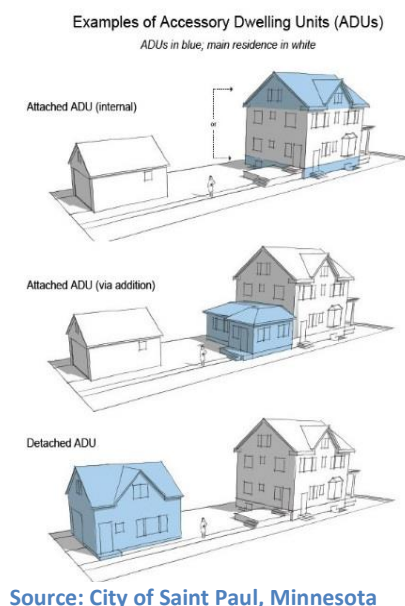 Examples of Accessory Dwelling Units (ADUs)
ADUs in blue; main residence in white
Attached ADU (internal)
or
Attached ADU (via addition)
Detached ADU
Source: City of Saint Paul, Minnesota